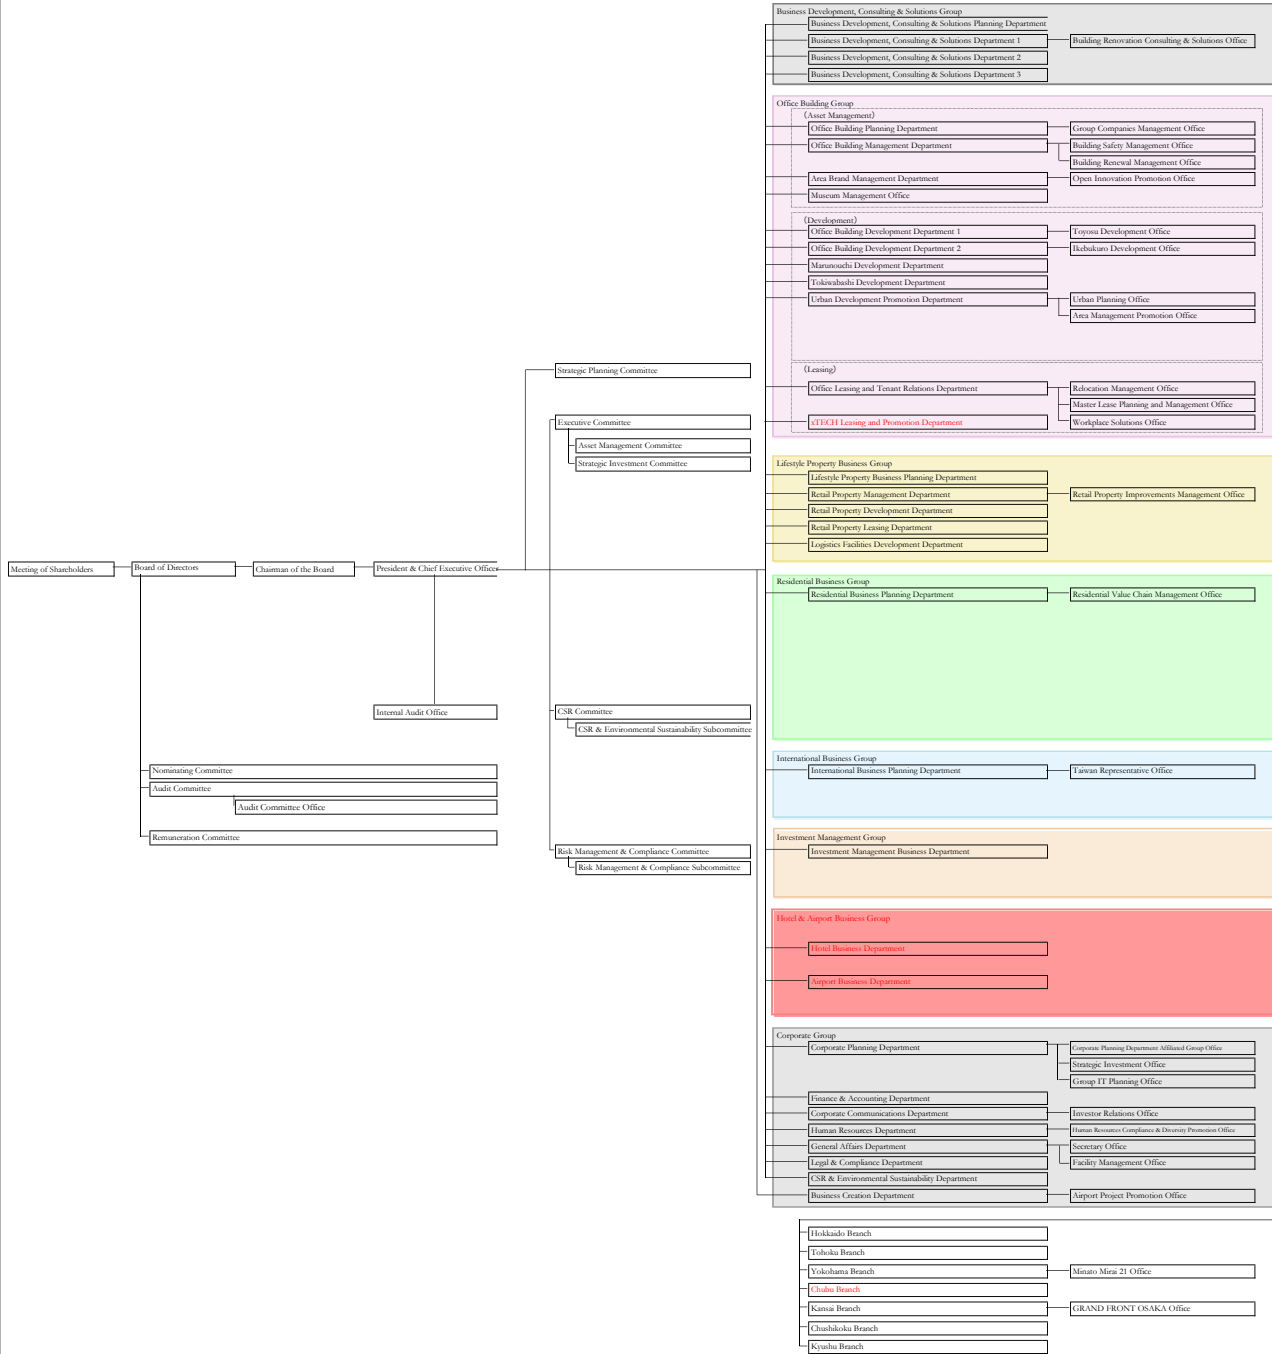 Business Development, Consulting & Solutions Group
Business Development, Consulting & Solutions Planning Department
Business Development, Consulting & Solutions Department 1
Building Renovation Consulting & Solutions Office
Business Development, Consulting & Solutions Department 2
Business Development, Consulting & Solutions Department 3
Office Building Group
(Asset Management)
Office Building Planning Department
Group Companies Management Office
Office Building Management Department
Building Safety Management Office
Building Renewal Management Office
Area Brand Management Department
Open Innovation Promotion Office
Museum Management Office
(Development)
Office Building Development Department 1
Toyosu Development Office
Office Building Development Department 2
Ikebukuro Development Office
Marunouchi Development Department
Tokiwabashi Development Department
Urban Development Promotion Department
Urban Planning Office
Area Management Promotion Office
(Leasing)
Office Leasing and Tenant Relations Department
Relocation Management Office
Master Lease Planning and Management Office
xTECH Leasing and Promotion Department
Workplace Solutions Office
Strategic Planning Committee
Executive Committee
Asset Management Committee
Strategic Investment Committee
Lifestyle Property Business Group
Lifestyle Property Business Planning Department
Retail Property Management Department
Retail Property Improvements Management Office
Retail Property Development Department
Retail Property Leasing Department
Logistics Facilities Development Department
Meeting of Shareholders
Board of Directors
Chairman of the Board
President & Chief Executive Officer
Residential Business Group
Residential Business Planning Department
Residential Value Chain Management Office
Internal Audit Office
CSR Committee
CSR & Environmental Sustainability Subcommittee
International Business Group
International Business Planning Department
Taiwan Representative Office
Nominating Committee
Audit Committee
Audit Committee Office
Remuneration Committee
Investment Management Group
Investment Management Business Department
Risk Management & Compliance Committee
Risk Management & Compliance Subcommittee
Hotel & Airport Business Group
Hotel Business Department
Airport Business Department
Corporate Group
Corporate Planning Department
Corporate Planning Department Affiliated Group Office
Strategic Investment Office
Group IT Planning Office
Finance & Accounting Department
Corporate Communications Department
Investor Relations Office
Human Resources Department
Human Resources Compliance & Diversity Promotion Office
General Affairs Department
Secretary Office
Legal & Compliance Department
Facility Management Office
CSR & Environmental Sustainability Department
Business Creation Department
Airport Project Promotion Office
Hokkaido Branch
Tohoku Branch
Yokohama Branch
Minato Mirai 21 Office
Chubu Branch
Kansai Branch
GRAND FRONT OSAKA Office
Chushikoku Branch
Kyushu Branch